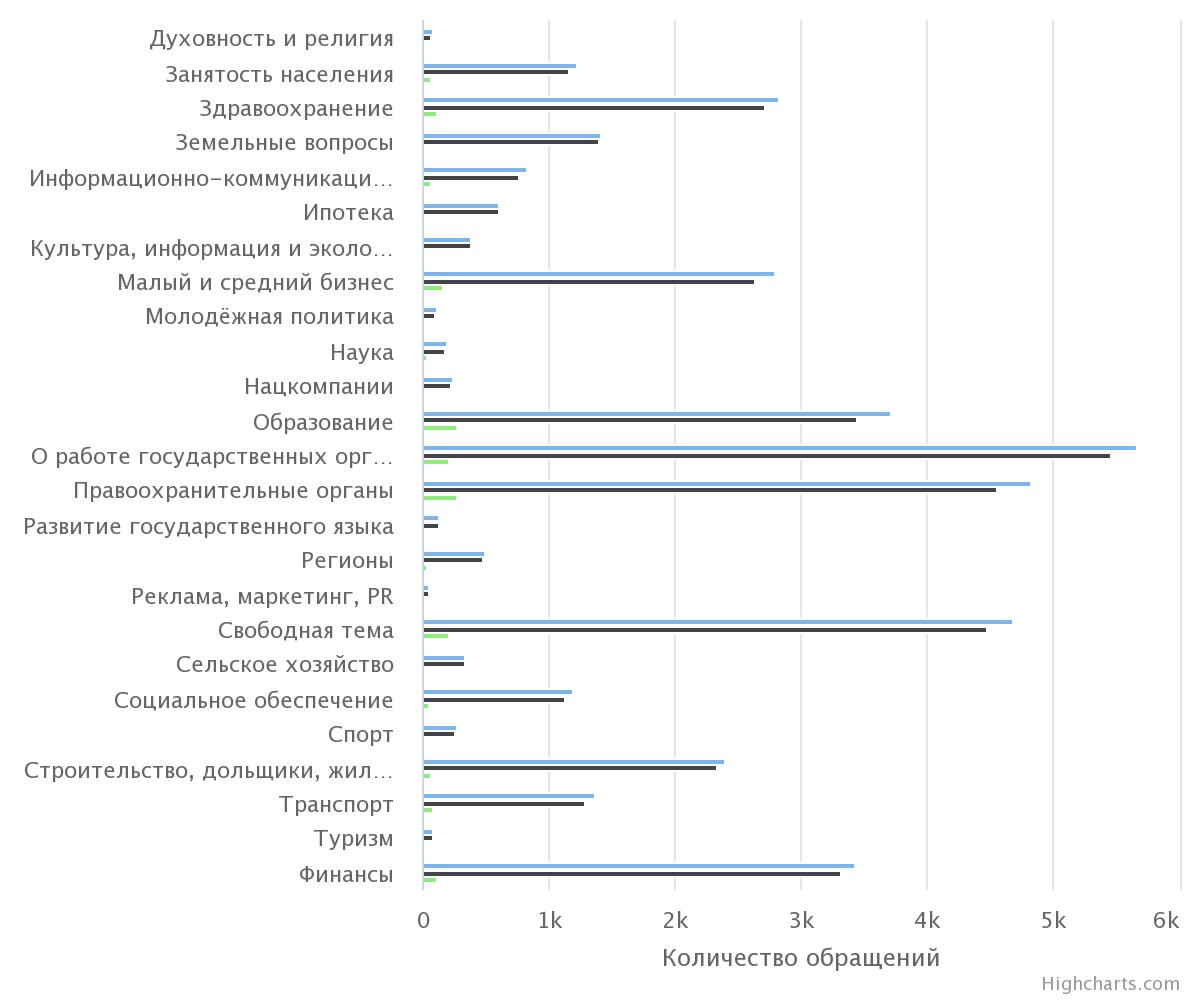 Духовность и религия
Занятость населения
Здравоохранение
Земельные вопросы
Информационно-коммуникаци...
Ипотека
Культура, информация и эколо...
Малый и средний бизнес
Молодёжная политика
Наука
Нацкомпании
Образование
О работе государственных орг...
Правоохранительные органы
Развитие государственного языка
Регионы
Реклама, маркетинг, PR
Свободная тема
Сельское хозяйство
Социальное обеспечение
Спорт
Строительство, дольщики, жил...
Транспорт
Туризм
Финансы
0 1k 2k 3k 4k 5k 6k
Количество обращений
Highcharts.com